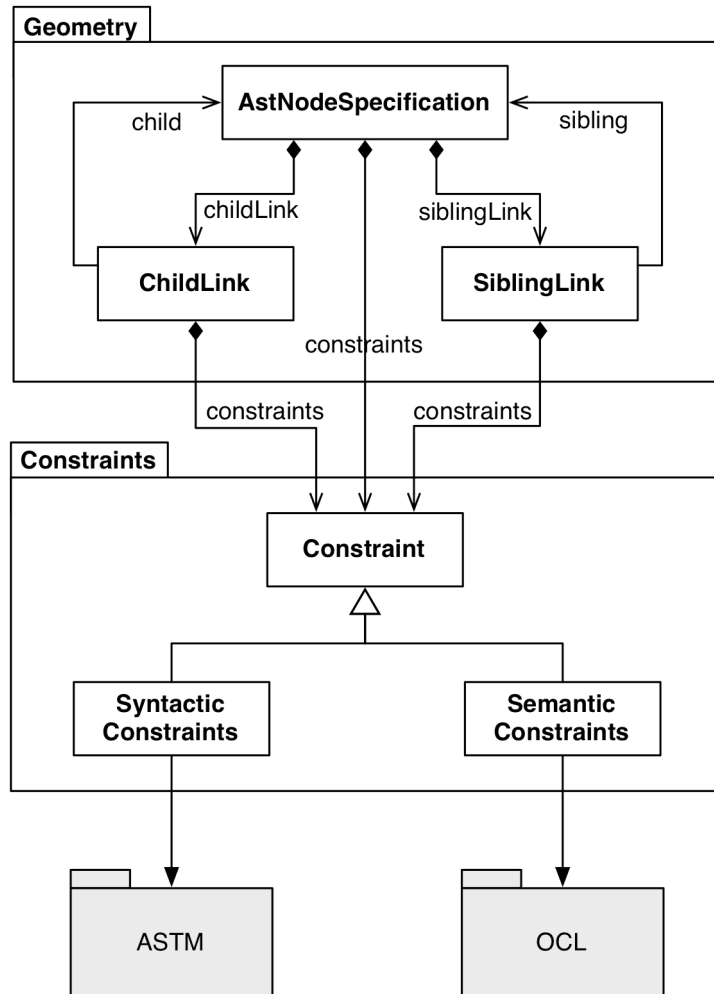 Geometry
AstNodeSpecification
child
sibling
childLink
siblingLink
ChildLink
SiblingLink
constraints
constraints
constraints
Constraints
Constraint
Syntactic
Constraints
Semantic
Constraints
ASTM
OCL